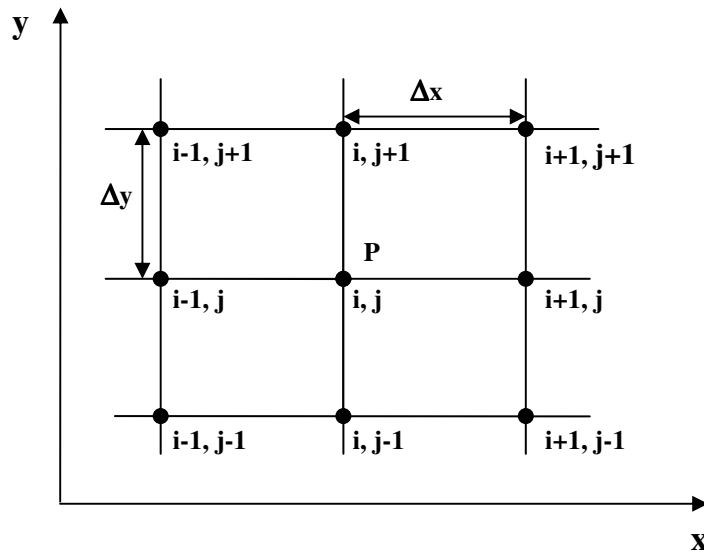 y
Δx
i-1, j+1 i, j+1 i+1, j+1
Δy
P
i-1, j i, j i+1, j
i-1, j-1 i, j-1 i+1, j-1
x